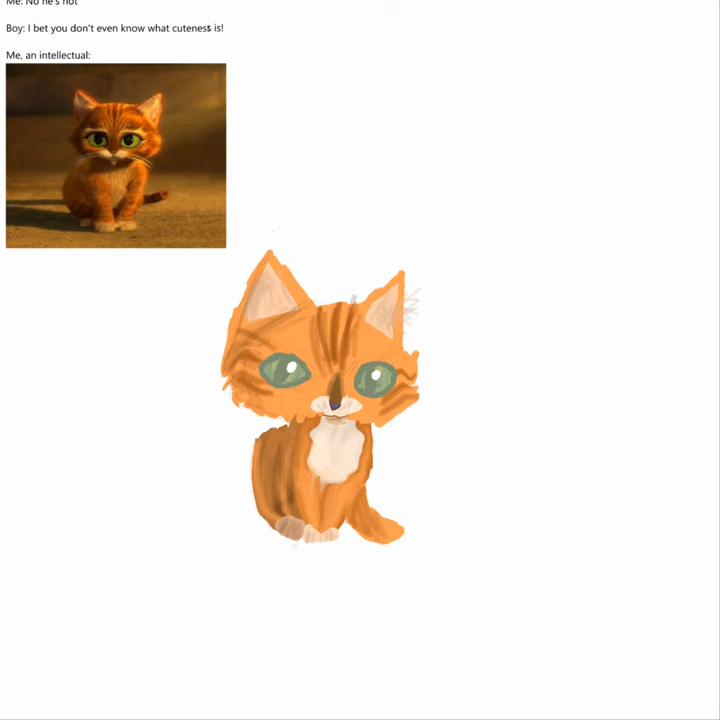 Me: No he's not
Boy: I bet you don't even know what cuteness is!
Me, an intellectual: